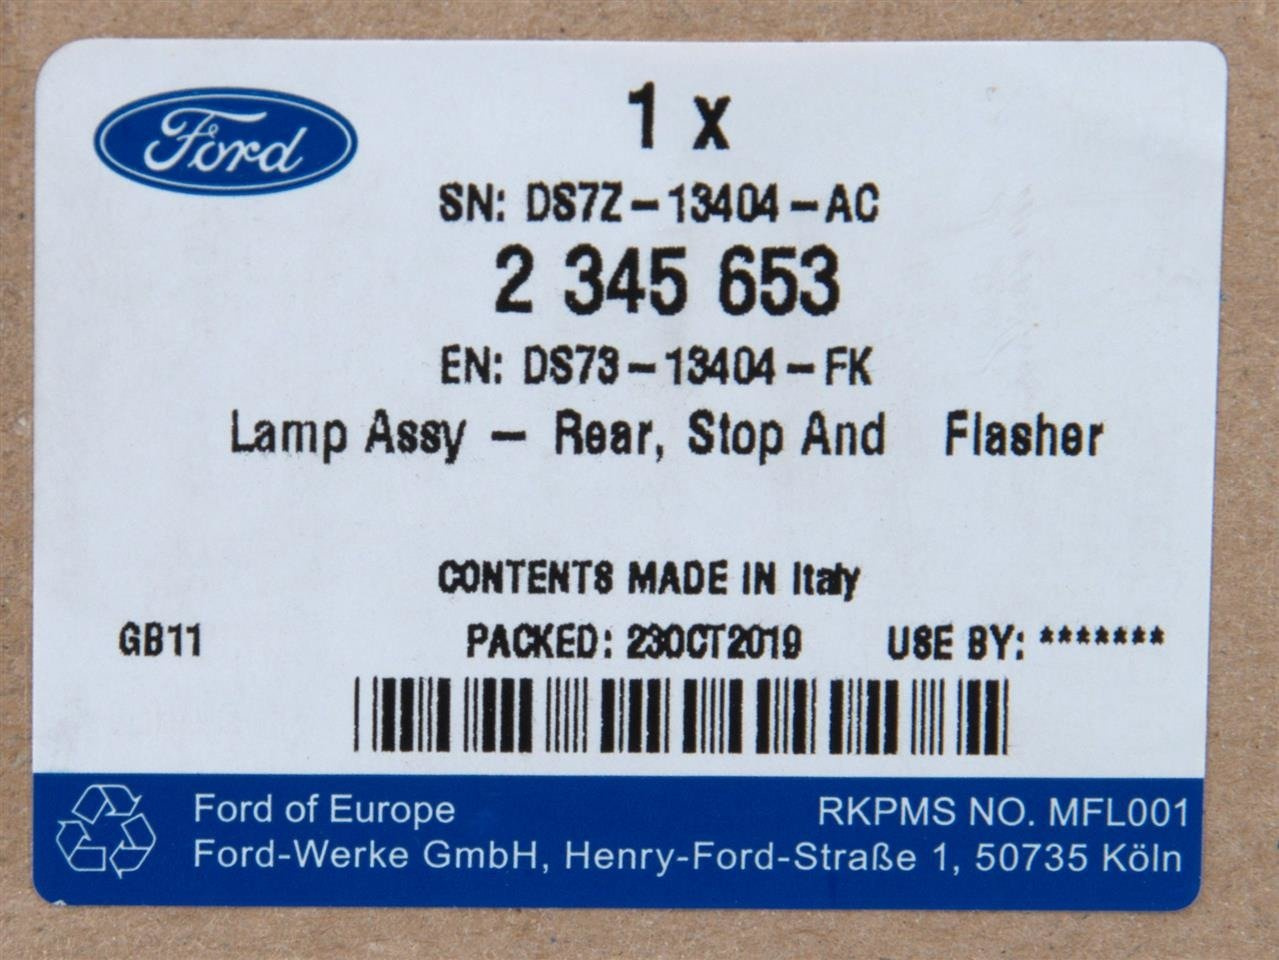 Ford
1 x
SN: DS7Z-13404-AC
2 345 653
EN: DS73-13404-FK
Lamp Assy - Rear, Stop And Flasher
CONTENTS MADE IN Italy
GB11 PACKED: 23OCT2019 USE BY: *******
Ford of Europe RKPMS NO. MFL001
Ford-Werke GmbH, Henry-Ford-Straße 1, 50735 Köln